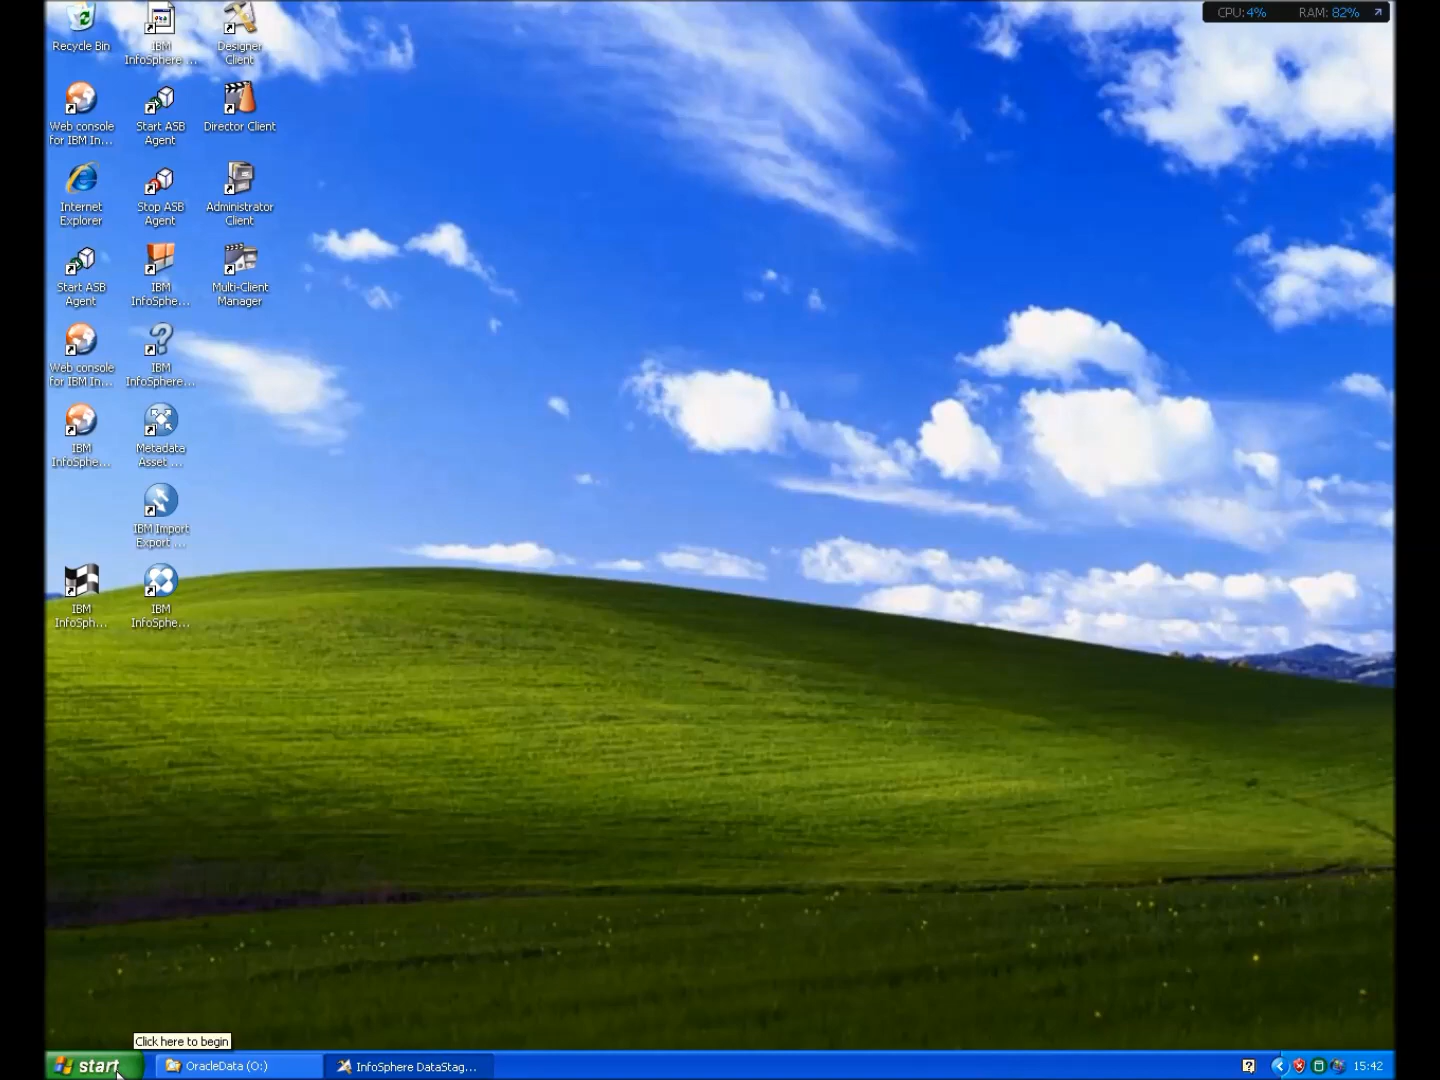 CPU: 4% RAM: 82%
Recycle Bin
IBM
InfoSphere ...
Designer
Client
Web console
for IBM In...
Start ASB
Agent
Director Client
Internet
Explorer
Stop ASB
Agent
Administrator
Client
Start ASB
Agent
IBM
InfoSphe...
Multi-Client
Manager
Web console
for IBM In...
IBM
InfoSphere...
IBM
InfoSphe...
Metadata
Asset ...
IBM Import
Export ...
IBM
InfoSph...
IBM
InfoSphe...
Click here to begin
start
OracleData (O:)
InfoSphere DataStag...
15:42